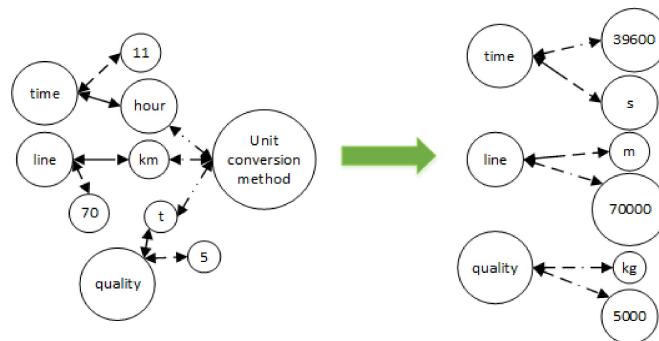 11
time
hour
line
km
Unit
conversion
method
70
t
5
quality
39600
time
s
m
line
70000
quality
kg
5000